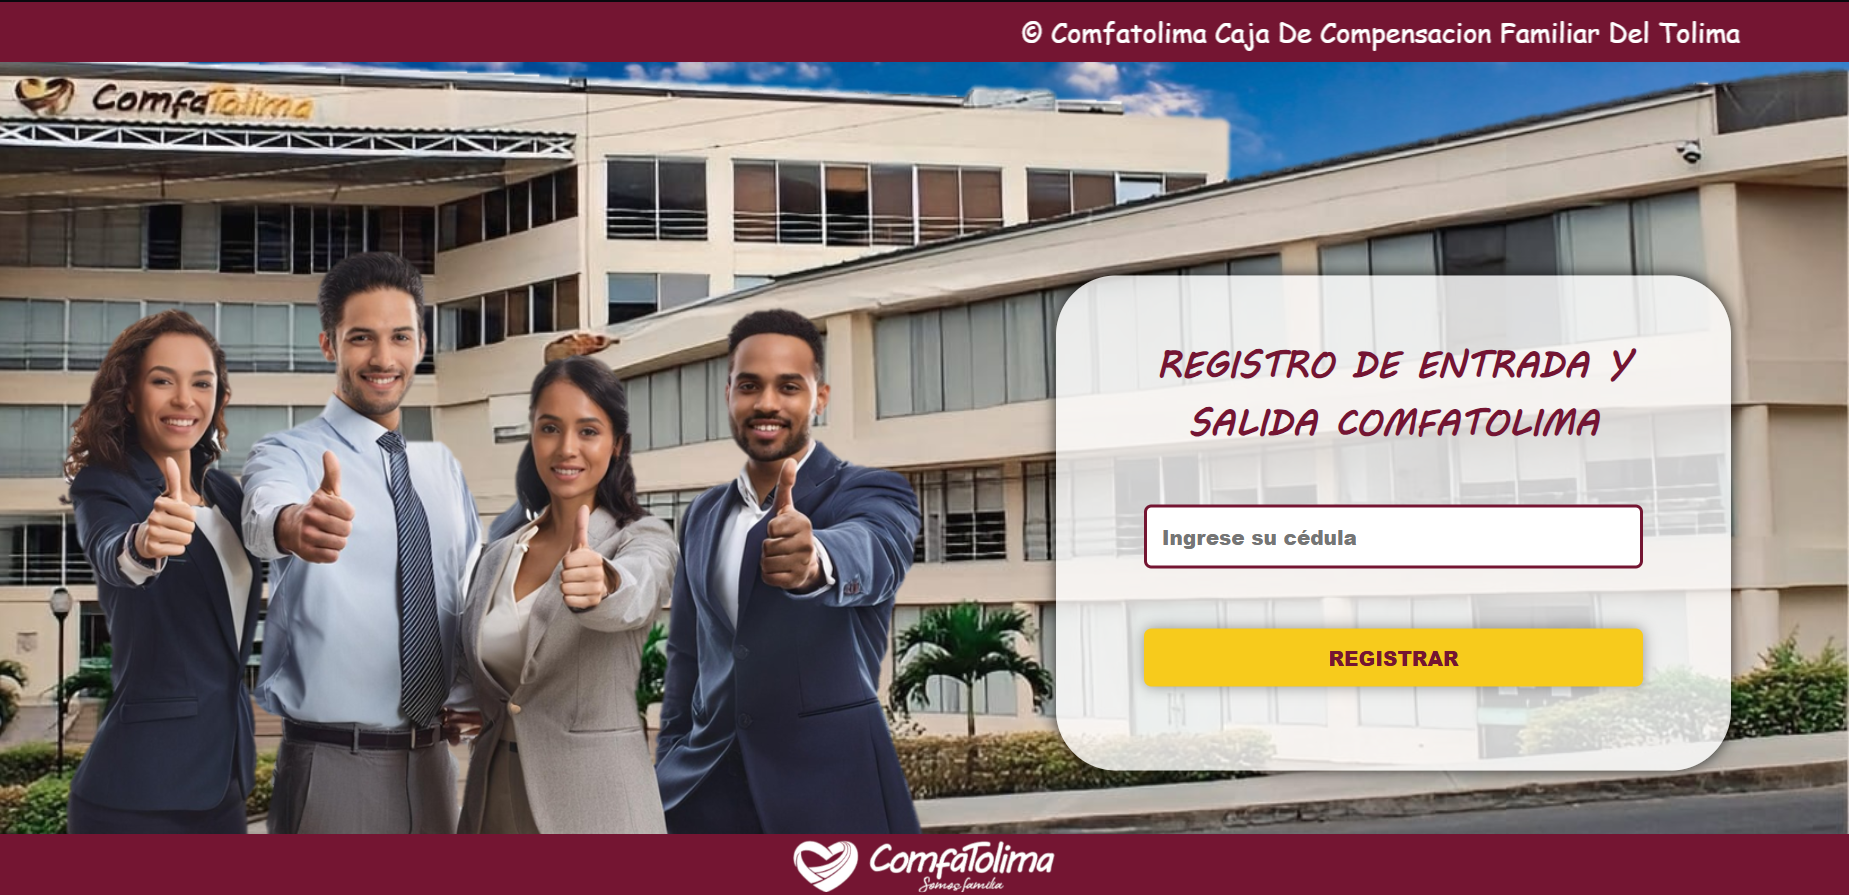 © Comfatolima Caja De Compensacion Familiar Del Tolima
ComfaTolima
REGISTRO DE ENTRADA Y
SALIDA COMFATOLIMA
Ingrese su cédula
REGISTRAR
ComfaTolima
Somos familia